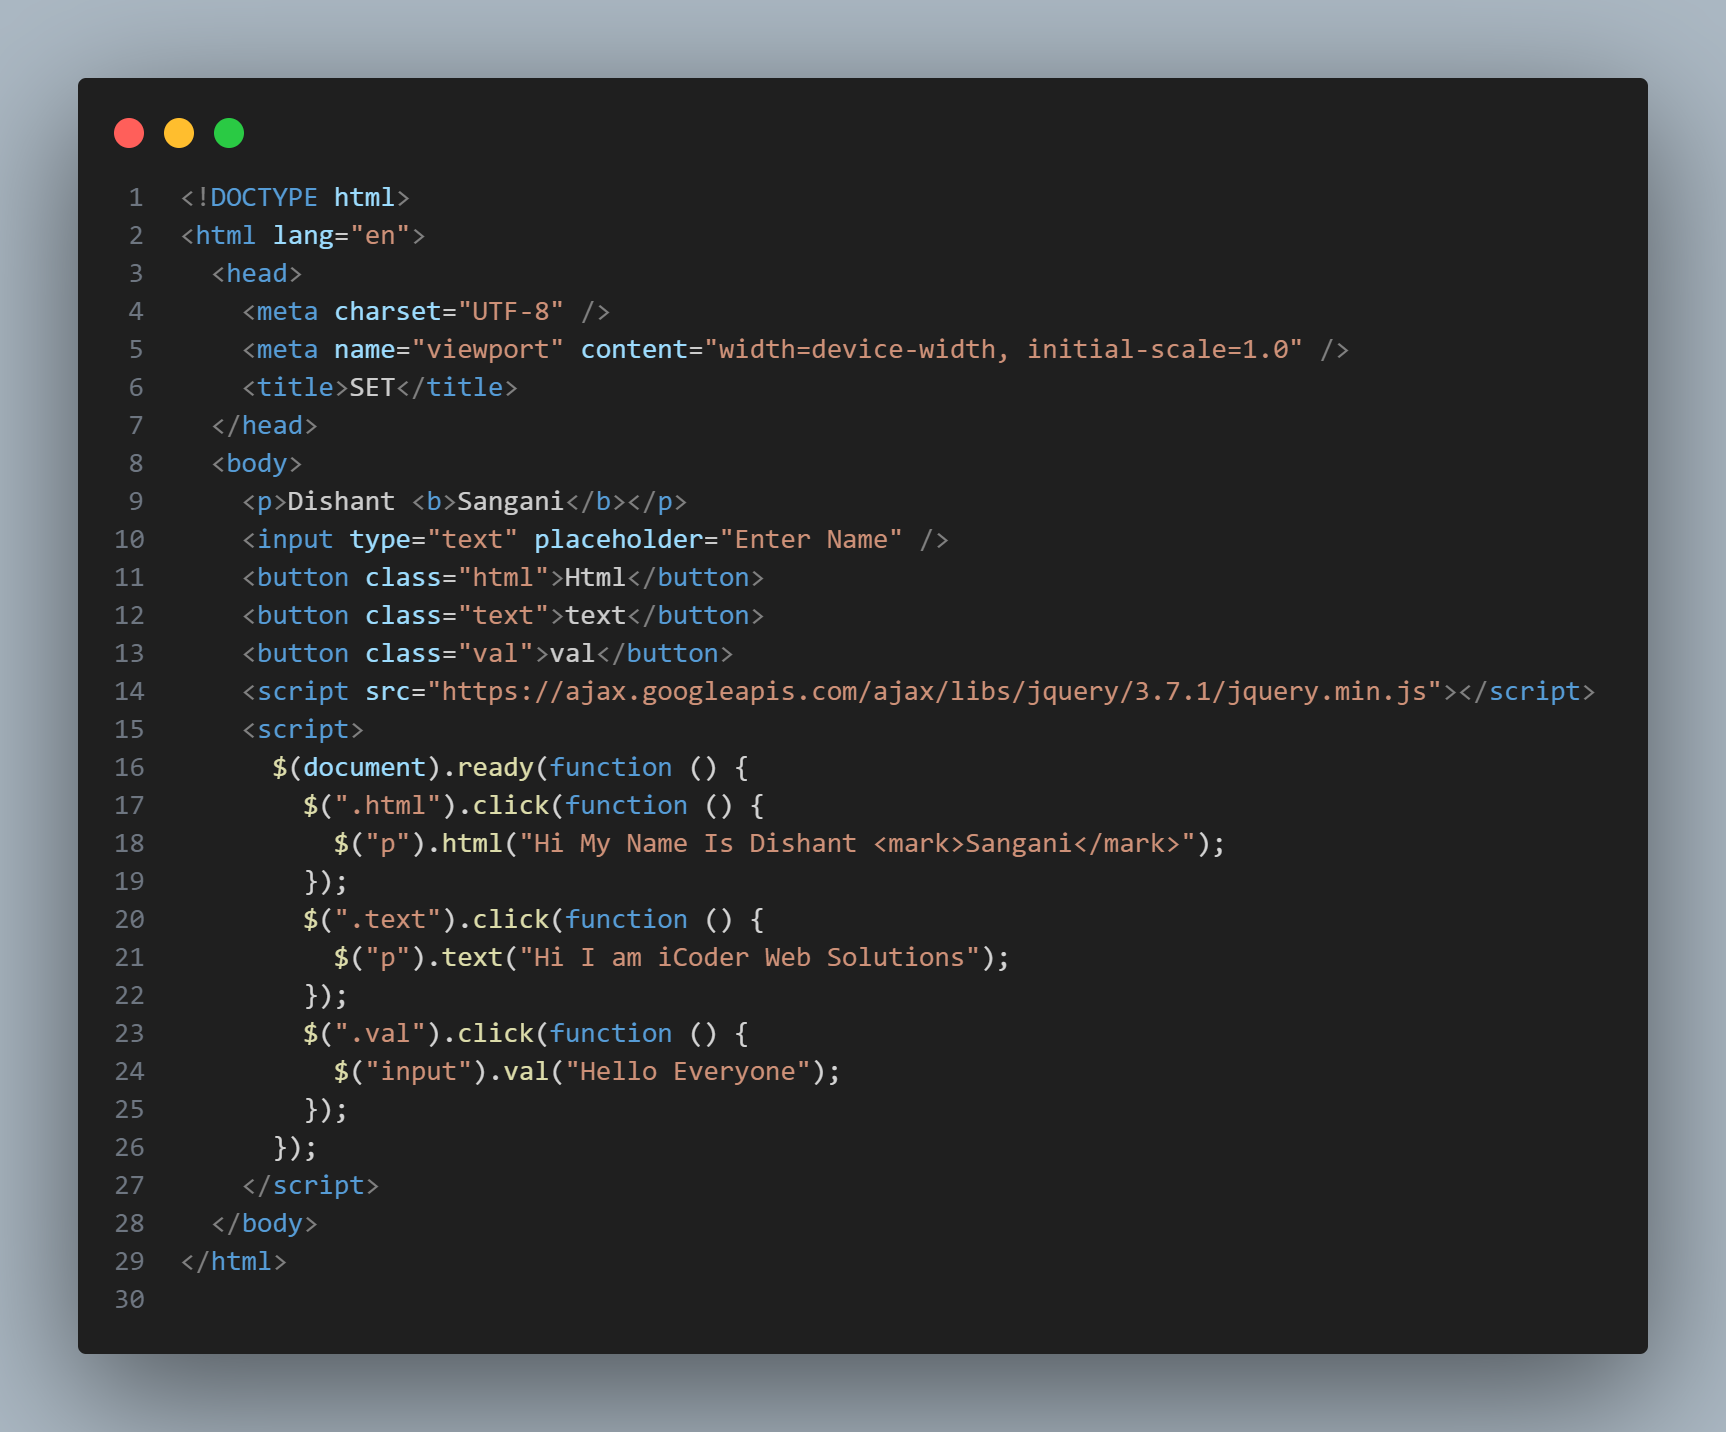 1 <!DOCTYPE html>
2 <html lang="en">
3   <head>
4     <meta charset="UTF-8" />
5     <meta name="viewport" content="width=device-width, initial-scale=1.0" />
6     <title>SET</title>
7   </head>
8   <body>
9     <p>Dishant <b>Sangani</b></p>
10     <input type="text" placeholder="Enter Name" />
11     <button class="html">Html</button>
12     <button class="text">text</button>
13     <button class="val">val</button>
14     <script src="https://ajax.googleapis.com/ajax/libs/jquery/3.7.1/jquery.min.js"></script>
15     <script>
16       $(document).ready(function () {
17         $(".html").click(function () {
18           $("p").html("Hi My Name Is Dishant <mark>Sangani</mark>");
19         });
20         $(".text").click(function () {
21           $("p").text("Hi I am iCoder Web Solutions");
22         });
23         $(".val").click(function () {
24           $("input").val("Hello Everyone");
25         });
26       });
27     </script>
28   </body>
29 </html>
30